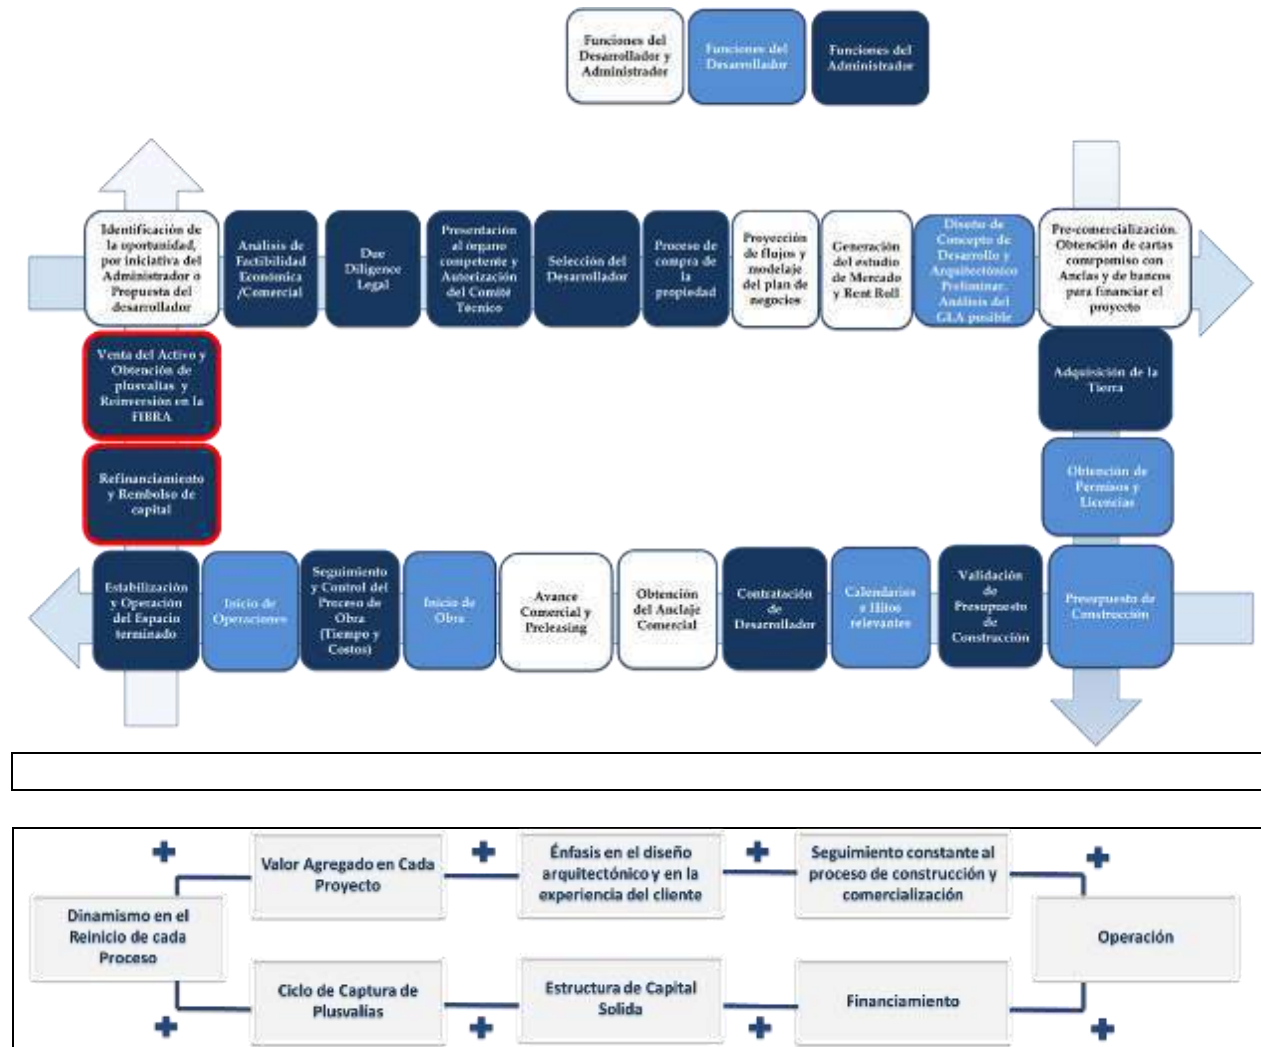 Funciones del
Desarrollador y
Administrador
Funciones del
Desarrollador
Funciones del
Administrador
Identificación de
la oportunidad,
por iniciativa del
Administrador o
Propuesta del
desarrollador
Análisis de
Factibilidad
Económica
/Comercial
Due
Diligence
Legal
Presentación
al órgano
competente y
Autorización
del Comité
Técnico
Selección del
Desarrollador
Proceso de
compra de
la
propiedad
Proyección
de flujos y
modelaje
del plan de
negocios
Generación
del estudio
de Mercado
y Rent Roll
Diseño de
Concepto de
Desarrollo y
Arquitectónico
Preliminar.
Análisis del
GLA posible
Pre-comercialización.
Obtención de cartas
compromiso con
Anclas y de bancos
para financiar el
proyecto
Venta del Activo y
Obtención de
plusvalías y
Reinversión en la
FIBRA
Adquisición de la
Tierra
Refinanciamiento
y Rembolso de
capital
Obtención de
Permisos y
Licencias
Estabilización
y Operación
del Espacio
terminado
Inicio de
Operaciones
Seguimiento
y Control del
Proceso de
Obra
(Tiempo y
Costos)
Inicio de
Obra
Avance
Comercial y
Preleasing
Obtención
del Anclaje
Comercial
Contratación
de
Desarrollador
Calendarios
e Hitos
relevantes
Validación
de
Presupuesto
de
Construcción
Presupuesto de
Construcción
Valor Agregado en Cada
Proyecto
Énfasis en el diseño
arquitectónico y en la
experiencia del cliente
Seguimiento constante al
proceso de construcción y
comercialización
Dinamismo en el
Reinicio de cada
Proceso
Operación
Ciclo de Captura de
Plusvalías
Estructura de Capital
Solida
Financiamiento